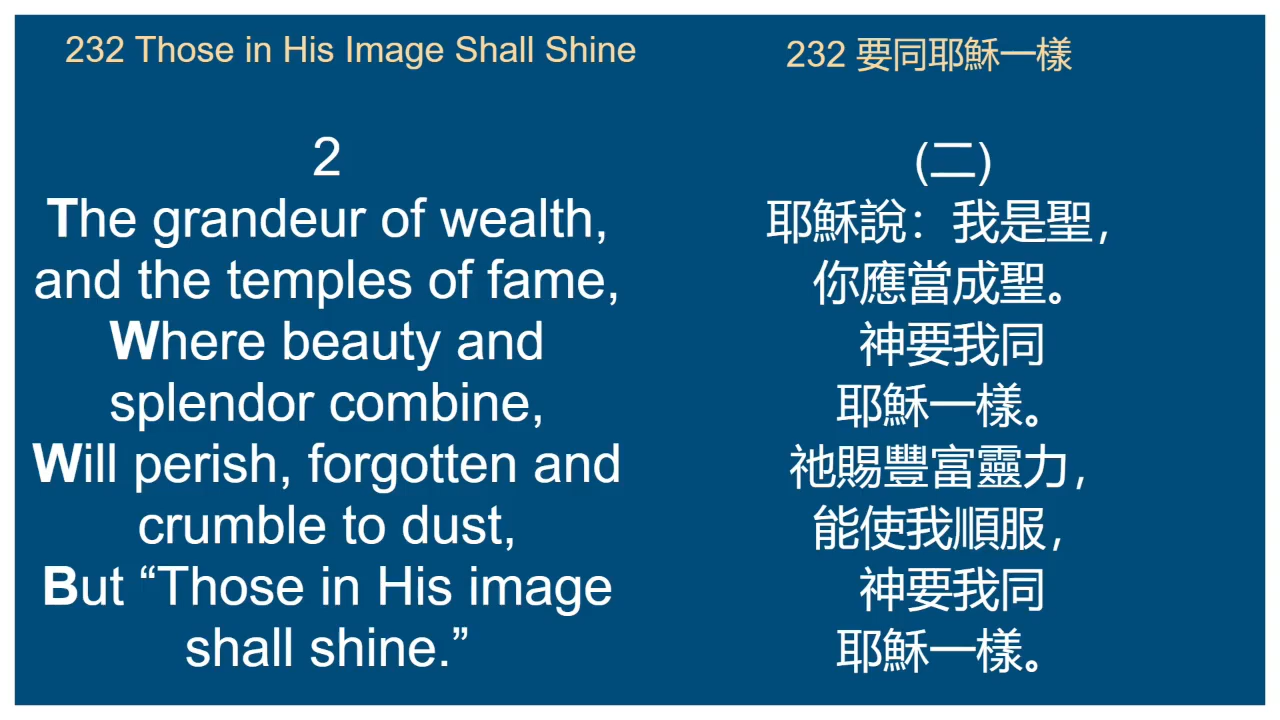 232 Those in His Image Shall Shine
2
The grandeur of wealth,
and the temples of fame,
Where beauty and
splendor combine,
Will perish, forgotten and
crumble to dust,
But “Those in His image
shall shine.”
232 要同耶穌一樣
(二)
耶穌說：我是聖，
你應當成聖。
神要我同
耶穌一樣。
祂賜豐富靈力，
能使我順服，
神要我同
耶穌一樣。